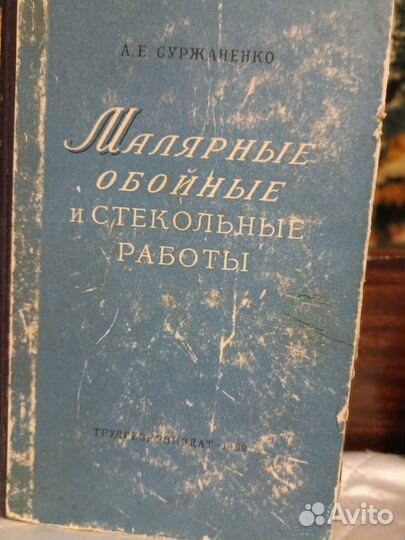 А. Е. СУРЖАНЕНКО
МАЛЯРНЫЕ
ОБОЙНЫЕ
И СТЕКОЛЬНЫЕ
РАБОТЫ
ТРУДРЕЗЕРВИЗДАТ
Avito